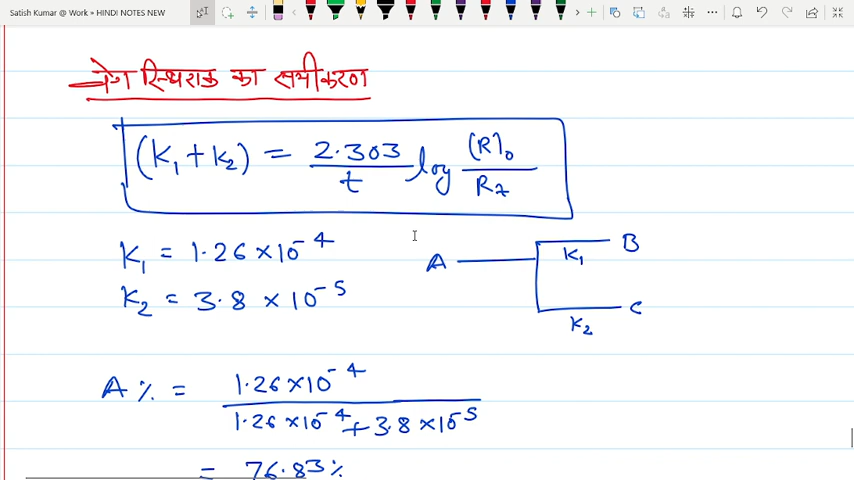 Satish Kumar @ Work » HINDI NOTES NEW
वेग स्थिरांक का समीकरण
(K₁ + K₂) = 2.303/t log (R)₀/Rₜ
K₁ = 1.26 × 10⁻⁴
K₂ = 3.8 × 10⁻⁵
A
K₁
B
K₂
C
A % = 1.26×10⁻⁴ / 1.26×10⁻⁴ + 3.8×10⁻⁵
= 76.83 %